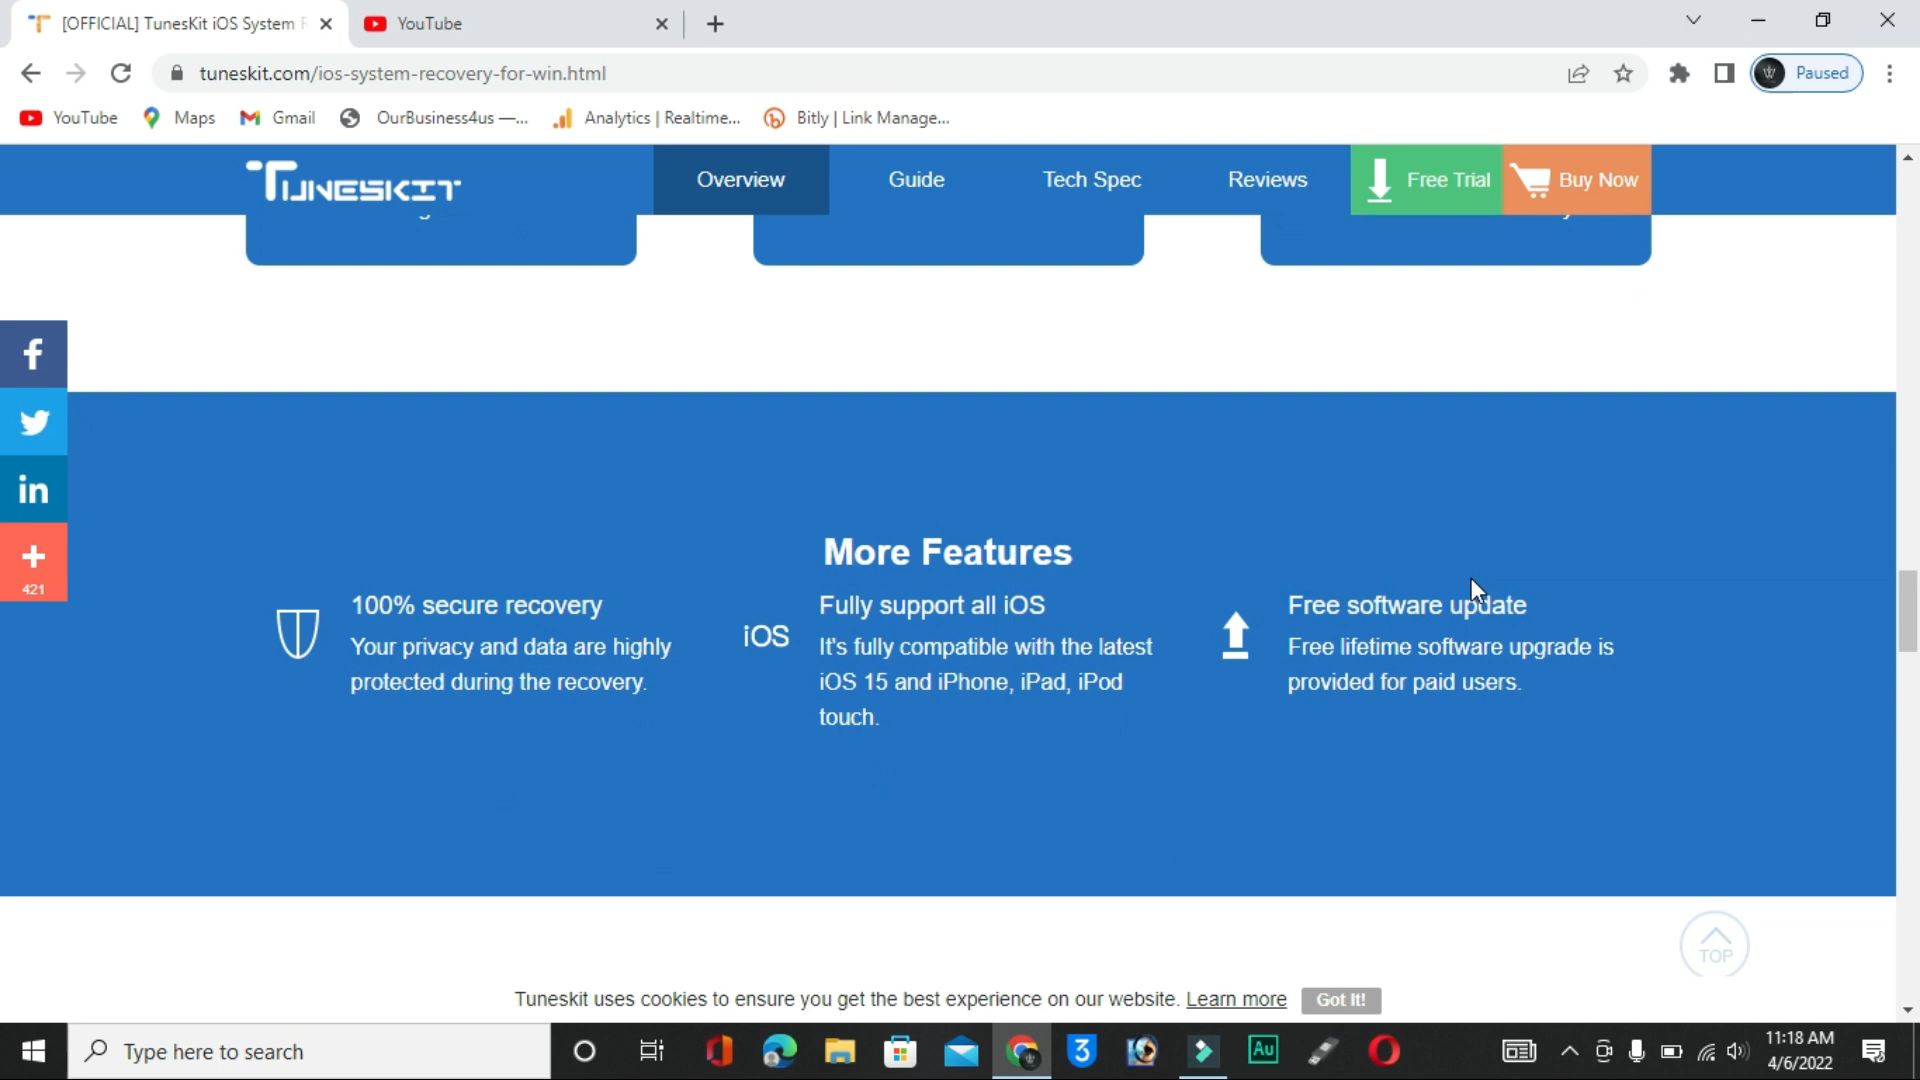 [OFFICIAL] TunesKit iOS System
YouTube
tuneskit.com/ios-system-recovery-for-win.html
Paused
YouTube
Maps
Gmail
OurBusiness4us —...
Analytics | Realtime...
Bitly | Link Manage...
TUNESKIT
Overview
Guide
Tech Spec
Reviews
Free Trial
Buy Now
421
More Features
100% secure recovery
Your privacy and data are highly
protected during the recovery.
iOS
Fully support all iOS
It's fully compatible with the latest
iOS 15 and iPhone, iPad, iPod
touch.
Free software update
Free lifetime software upgrade is
provided for paid users.
TOP
Tuneskit uses cookies to ensure you get the best experience on our website. Learn more
Got It!
Type here to search
3
Au
11:18 AM
4/6/2022